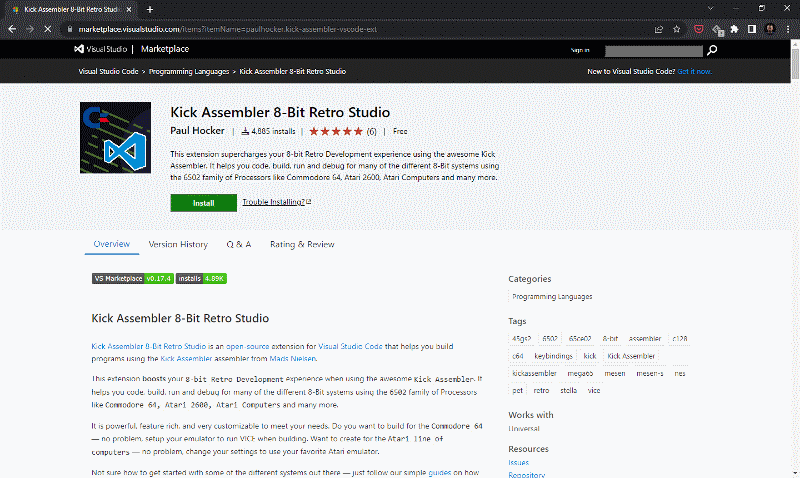 Kick Assembler 8-Bit Retro Studio
marketplace.visualstudio.com/items?itemName=paulhocker.kick-assembler-vscode-ext
Visual Studio | Marketplace
Sign in
Visual Studio Code > Programming Languages > Kick Assembler 8-Bit Retro Studio
New to Visual Studio Code? Get it now.
Kick Assembler 8-Bit Retro Studio
Paul Hocker | 4,885 installs | (6) | Free
This extension supercharges your 8-bit Retro Development experience using the awesome Kick
Assembler. It helps you code, build, run and debug for many of the different 8-Bit systems using
the 6502 family of Processors like Commodore 64, Atari 2600, Atari Computers and many more.
Install
Trouble Installing?
Overview
Version History
Q & A
Rating & Review
VS Marketplace v0.17.4 installs 4.89K
Kick Assembler 8-Bit Retro Studio
Kick Assembler 8-Bit Retro Studio is an open-source extension for Visual Studio Code that helps you build
programs using the Kick Assembler assembler from Mads Nielsen.
This extension boosts your 8-bit Retro Development experience when using the awesome Kick Assembler. It
helps you code, build, run and debug for many of the different 8-Bit systems using the 6502 family of Processors
like Commodore 64, Atari 2600, Atari Computers and many more.
It is powerful, feature rich, and very customizable to meet your needs. Do you want to build for the Commodore 64
— no problem, setup your emulator to run VICE when building. Want to create for the Atari line of
computers — no problem, change your settings to use your favorite Atari emulator.
Not sure how to get started with some of the different systems out there — just follow our simple guides on how
Categories
Programming Languages
Tags
45gs2 6502 65ce02 8-bit assembler c128
c64 keybindings kick Kick Assembler
kickassembler mega65 mesen mesen-s nes
pet retro stella vice
Works with
Universal
Resources
Issues
Repository